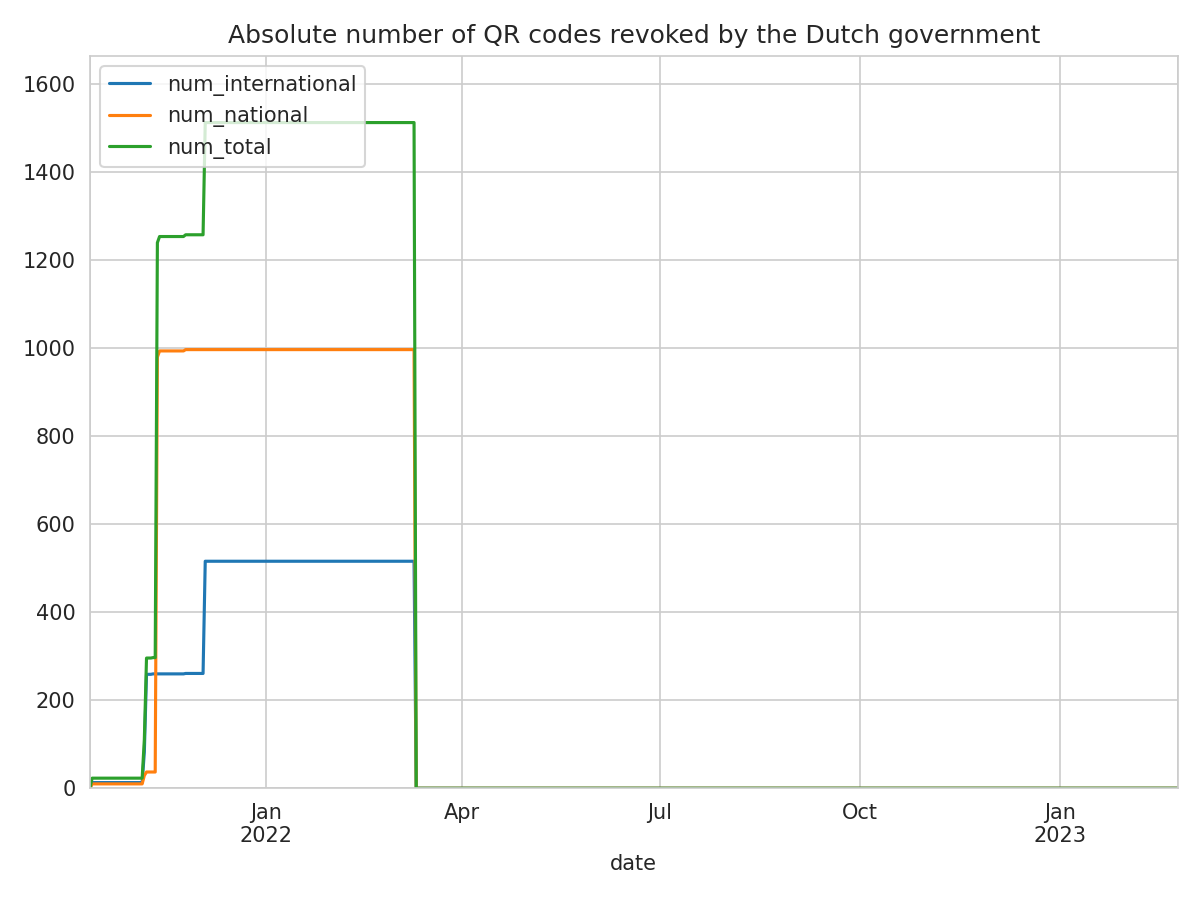 Absolute number of QR codes revoked by the Dutch government
num_international
num_national
num_total
1600
1400
1200
1000
800
600
400
200
0
Jan Apr Jul Oct Jan
2022 2023
date